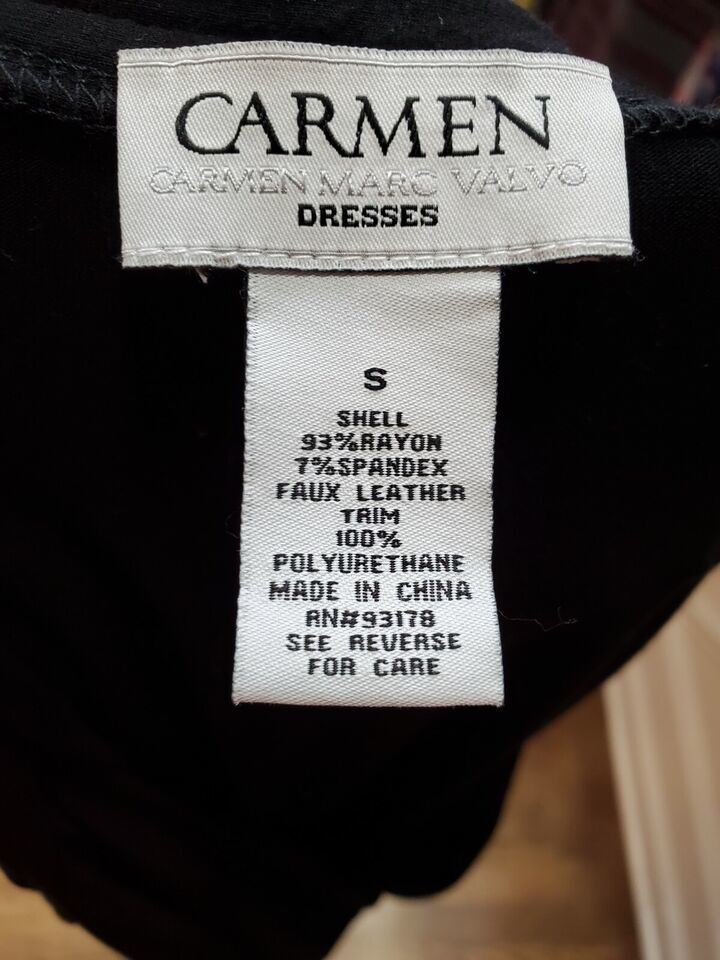 CARMEN
CARMEN MARC VALVO
DRESSES
S
SHELL
93%RAYON
7%SPANDEX
FAUX LEATHER
TRIM
100%
POLYURETHANE
MADE IN CHINA
RN#93178
SEE REVERSE
FOR CARE